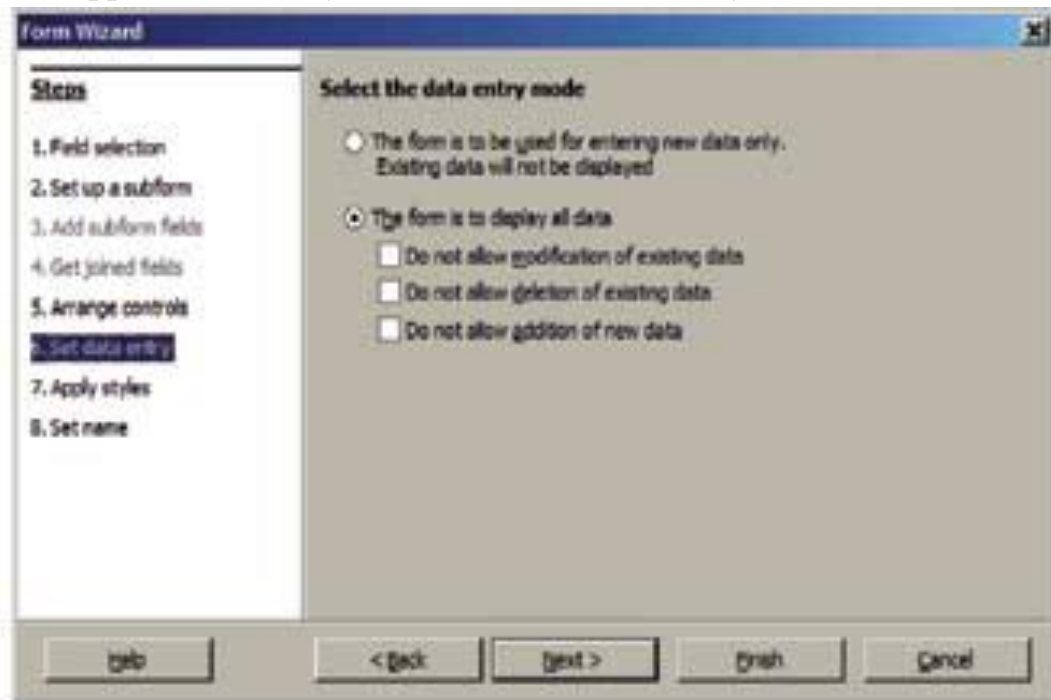 Form Wizard
Steps
1. Field selection
2. Set up a subform
3. Add subform fields
4. Get joined fields
5. Arrange controls
6. Set data entry
7. Apply styles
8. Set name
Select the data entry mode
The form is to be used for entering new data only.
Existing data will not be displayed
The form is to display all data
Do not allow modification of existing data
Do not allow deletion of existing data
Do not allow addition of new data
Help
< Back
Next >
Finish
Cancel